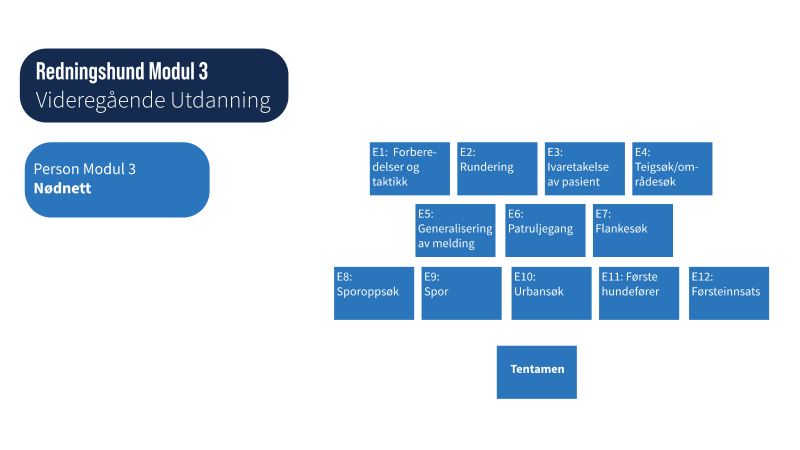 Redningshund Modul 3
Videregående Utdanning
Person Modul 3
Nødnett
E1:  Forbere-
delser og
taktikk
E2:
Rundering
E3:
Ivaretakelse
av pasient
E4:
Teigsøk/om-
rådesøk
E5:
Generalisering
av melding
E6:
Patruljegang
E7:
Flankesøk
E8:
Sporoppsøk
E9:
Spor
E10:
Urbansøk
E11: Første
hundefører
E12:
Førsteinnsats
Tentamen